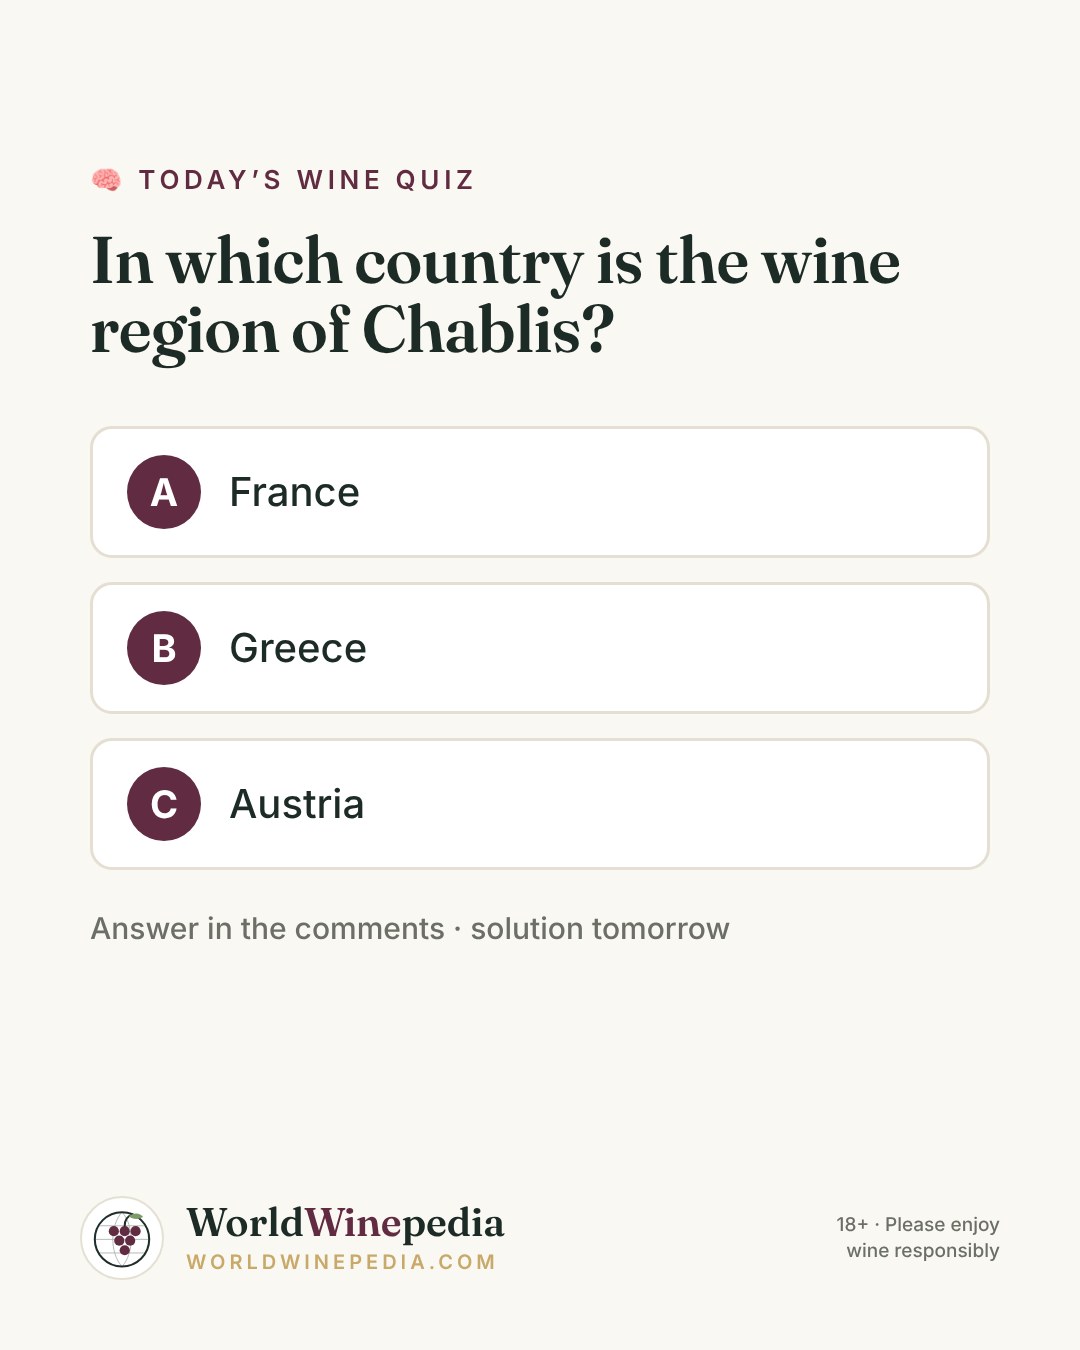 🧠 TODAY’S WINE QUIZ
In which country is the wine
region of Chablis?
A France
B Greece
C Austria
Answer in the comments · solution tomorrow
WorldWinepedia
WORLDWINEPEDIA.COM
18+ · Please enjoy
wine responsibly